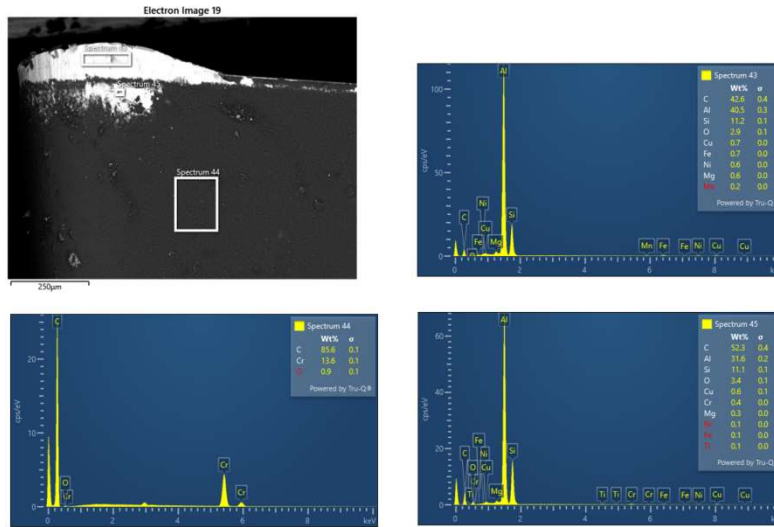 Electron Image 19
Spectrum 44
250µm
Spectrum 43
Wt% σ
C 42.6 0.4
Al 40.5 0.3
Si 11.2 0.1
O 2.9 0.1
Cu 0.7 0.0
Fe 0.7 0.0
Ni 0.6 0.0
Mg 0.6 0.0
Mn 0.2 0.0
Powered by Tru-Q
cps/eV
100
50
0
Al
C
Ni
Cu
Fe
Mg
Si
Mn Fe Fe Ni Cu Cu
0 2 4 6 8
Spectrum 44
Wt% σ
C 85.6 0.1
Cr 13.6 0.1
O 0.9 0.1
Powered by Tru-Q®
cps/eV
20
10
0
C
O
Cr
Cr
Cr
0 2 4 6 8 keV
Spectrum 45
Wt% σ
C 52.3 0.4
Al 31.6 0.2
Si 11.1 0.1
O 3.4 0.1
Cu 0.6 0.1
Cr 0.4 0.0
Mg 0.3 0.0
Ni 0.1 0.0
Fe 0.1 0.0
Ti 0.1 0.0
Powered by Tru-Q
cps/eV
60
40
20
0
Al
Fe
O Ni
C Cr Cu
Ti Mg
Si
Ti Ti Cr Cr Fe Fe Ni Cu Cu
0 2 4 6 8